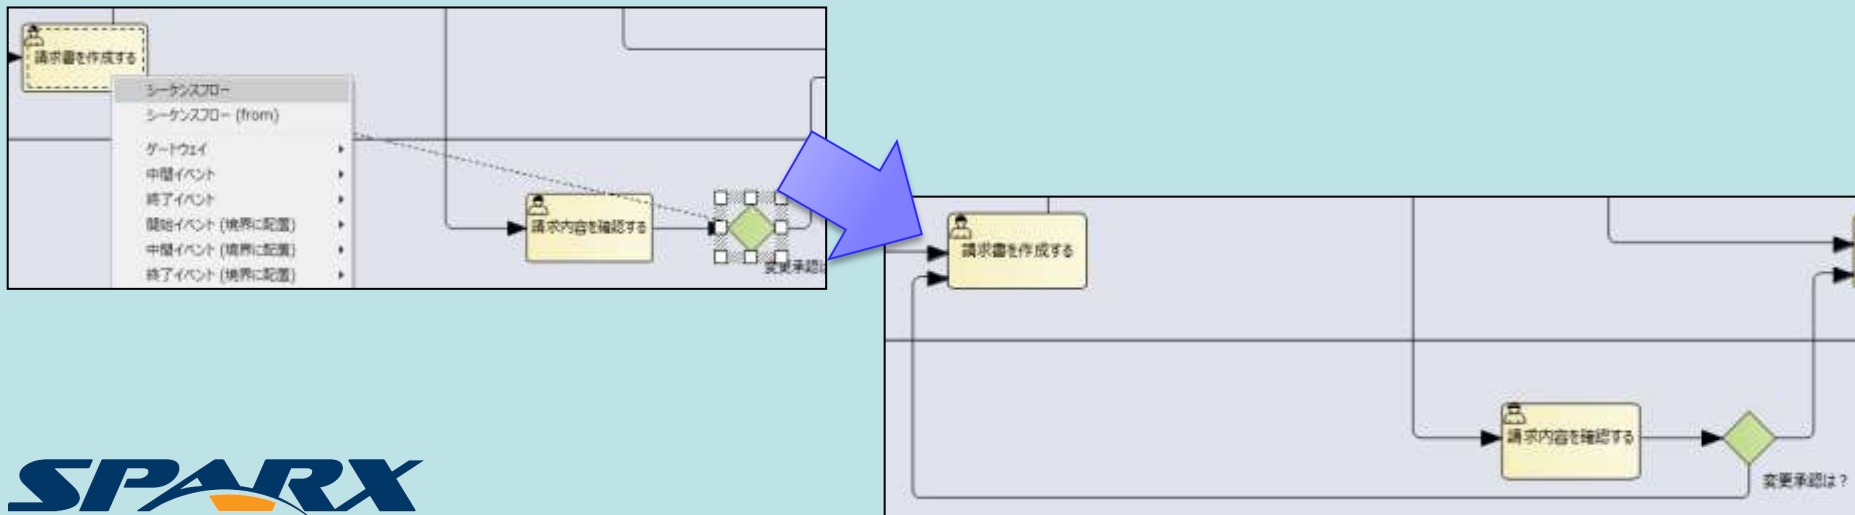 請求書を作成する
シーケンスフロー
シーケンスフロー (from)
ゲートウェイ
中間イベント
終了イベント
開始イベント (境界に配置)
中間イベント (境界に配置)
終了イベント (境界に配置)
請求内容を確認する
変更承認は
請求書を作成する
請求内容を確認する
変更承認は？
SPARX